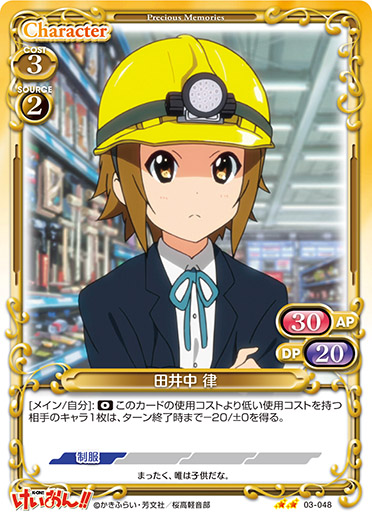 Precious Memories
Character
COST
3
SOURCE
2
30 AP
DP 20
田井中 律
[メイン/自分]: 0 このカードの使用コストより低い使用コストを持つ
相手のキャラ1枚は、ターン終了時まで−20/±0を得る。
制服
まったく、唯は子供だな。
K-ON!!
けいおん!!
©かきふらい・芳文社/桜高軽音部
03-048